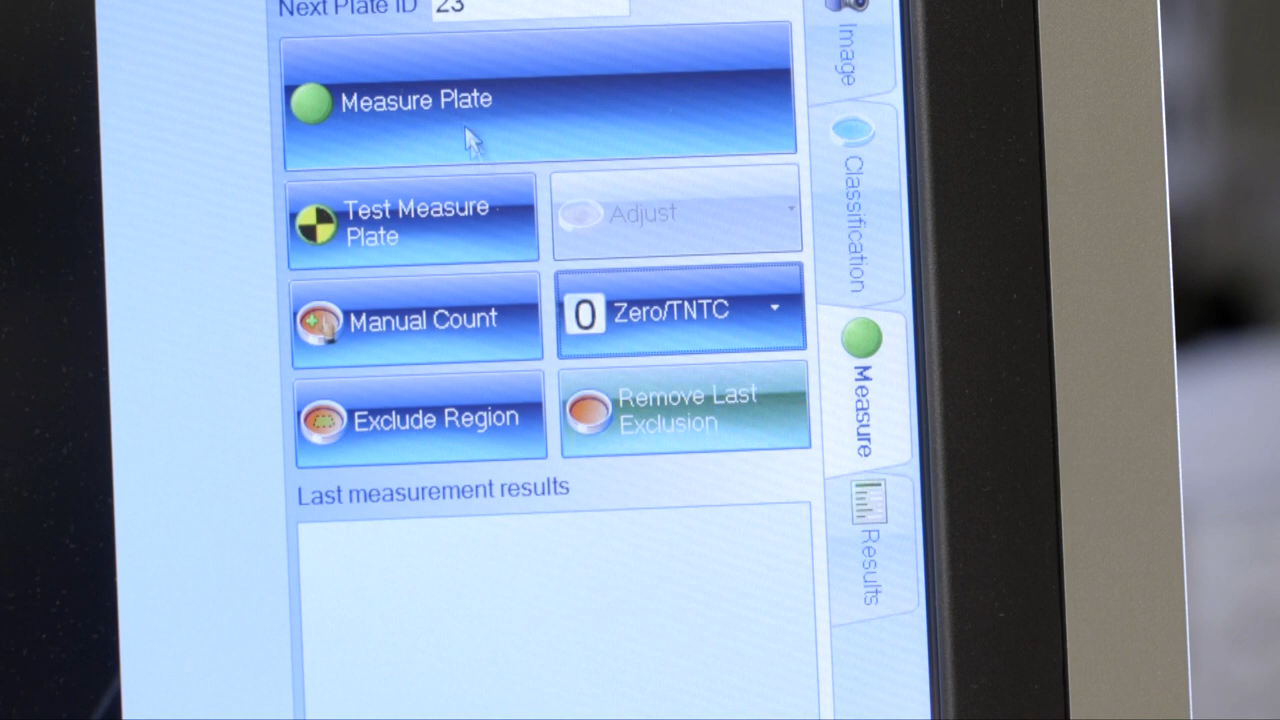 Next Plate ID 23
Measure Plate
Test Measure
Plate
Adjust
Manual Count
0 Zero/TNTC
Exclude Region
Remove Last
Exclusion
Last measurement results
Image
Classification
Measure
Results